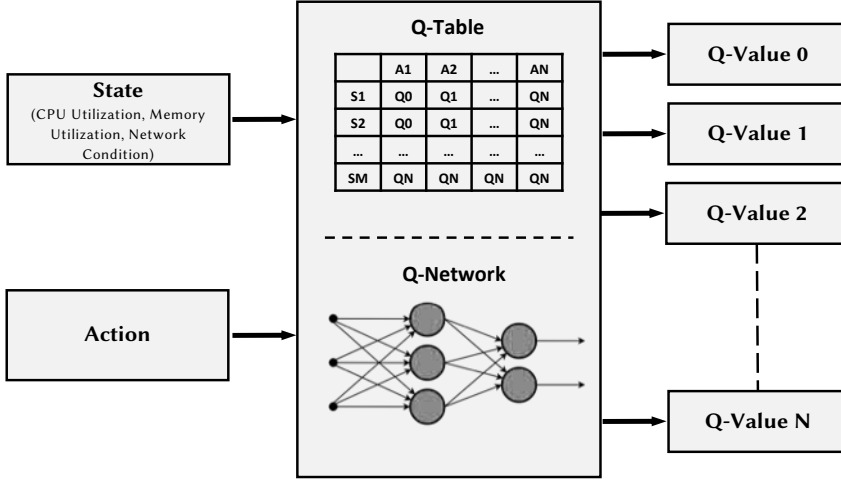 Q-Table
A1 A2 ... AN
S1 Q0 Q1 ... QN
S2 Q0 Q1 ... QN
... ... ... ... ...
SM QN QN QN QN
Q-Network
State
(CPU Utilization, Memory
Utilization, Network
Condition)
Action
Q-Value 0
Q-Value 1
Q-Value 2
Q-Value N